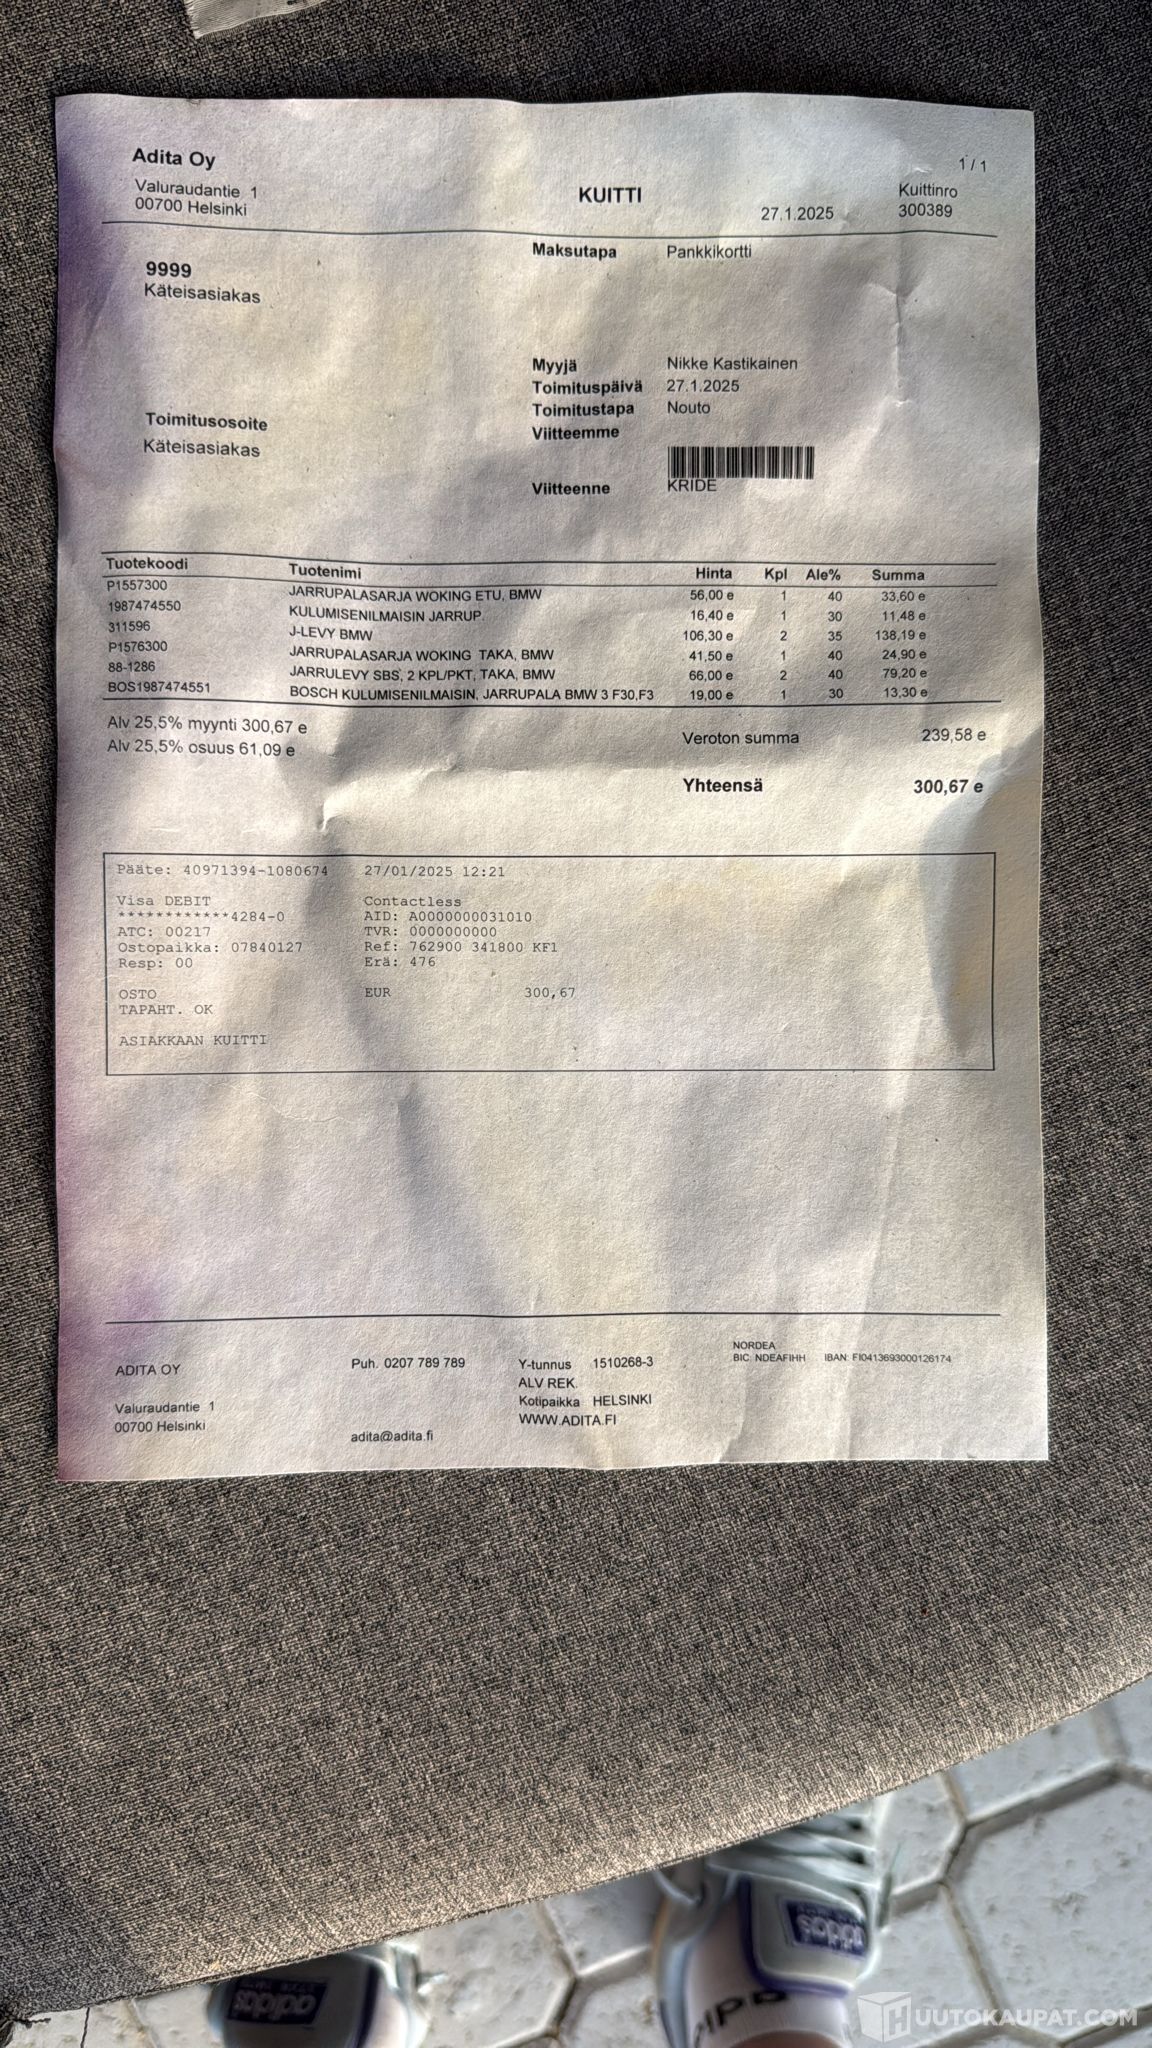 Adita Oy
1 / 1
Valuraudantie 1
00700 Helsinki
KUITTI
27.1.2025
Kuittinro
300389
Maksutapa Pankkikortti
9999
Käteisasiakas
Myyjä Nikke Kastikainen
Toimituspäivä 27.1.2025
Toimitustapa Nouto
Viitteemme
Toimitusosoite
Käteisasiakas
Viitteenne KRIDE
Tuotekoodi Tuotenimi Hinta Kpl Ale% Summa
P1557300 JARRUPALASARJA WOKING ETU, BMW 56,00 e 1 40 33,60 e
1987474550 KULUMISENILMAISIN JARRUP. 16,40 e 1 30 11,48 e
311596 J-LEVY BMW 106,30 e 2 35 138,19 e
P1576300 JARRUPALASARJA WOKING TAKA, BMW 41,50 e 1 40 24,90 e
88-1286 JARRULEVY SBS, 2 KPL/PKT, TAKA, BMW 66,00 e 2 40 79,20 e
BOS1987474551 BOSCH KULUMISENILMAISIN, JARRUPALA BMW 3 F30,F3 19,00 e 1 30 13,30 e
Alv 25,5% myynti 300,67 e
Alv 25,5% osuus 61,09 e
Veroton summa 239,58 e
Yhteensä 300,67 e
Pääte: 40971394-1080674 27/01/2025 12:21
Visa DEBIT Contactless
************4284-0 AID: A0000000031010
ATC: 00217 TVR: 0000000000
Ostopaikka: 07840127 Ref: 762900 341800 KF1
Resp: 00 Erä: 476
OSTO EUR 300,67
TAPAHT. OK
ASIAKKAAN KUITTI
ADITA OY
Valuraudantie 1
00700 Helsinki
Puh. 0207 789 789
adita@adita.fi
Y-tunnus 1510268-3
ALV REK.
Kotipaikka HELSINKI
WWW.ADITA.FI
NORDEA
BIC: NDEAFIHH IBAN: FI0413693000126174
adidas
adidas
HUUTOKAUPAT.COM